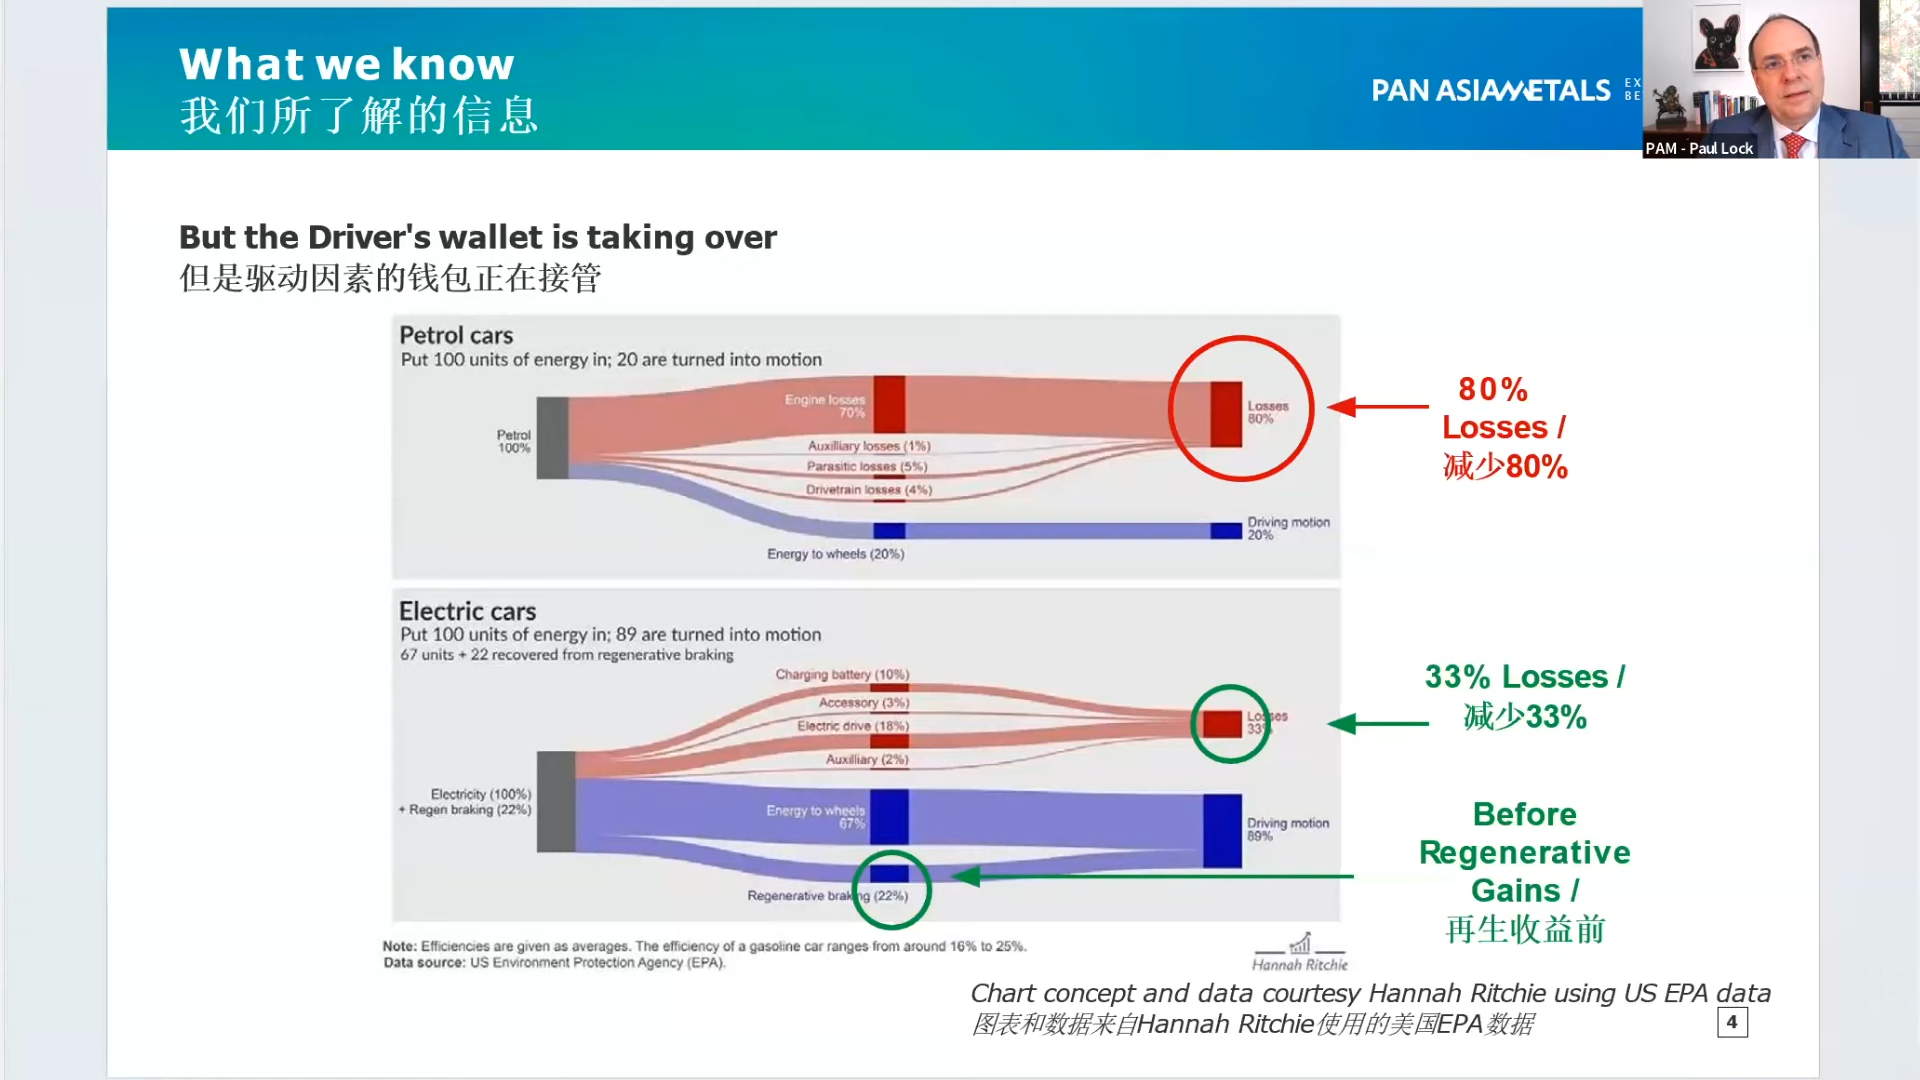 What we know
我们所了解的信息
PAN ASIA METALS
EX
BE
PAM - Paul Lock
But the Driver's wallet is taking over
但是驱动因素的钱包正在接管
Petrol cars
Put 100 units of energy in; 20 are turned into motion
Engine losses
70%
Losses
80%
Petrol
100%
Auxilliary losses (1%)
Parasitic losses (5%)
Drivetrain losses (4%)
Driving motion
20%
Energy to wheels (20%)
80%
Losses /
减少80%
Electric cars
Put 100 units of energy in; 89 are turned into motion
67 units + 22 recovered from regenerative braking
Charging battery (10%)
Accessory (3%)
Electric drive (18%)
Auxilliary (2%)
Losses
33%
33% Losses /
减少33%
Electricity (100%)
+ Regen braking (22%)
Energy to wheels
67%
Driving motion
89%
Regenerative braking (22%)
Before
Regenerative
Gains /
再生收益前
Note: Efficiencies are given as averages. The efficiency of a gasoline car ranges from around 16% to 25%.
Data source: US Environment Protection Agency (EPA).
Hannah Ritchie
Chart concept and data courtesy Hannah Ritchie using US EPA data
图表和数据来自Hannah Ritchie使用的美国EPA数据
4